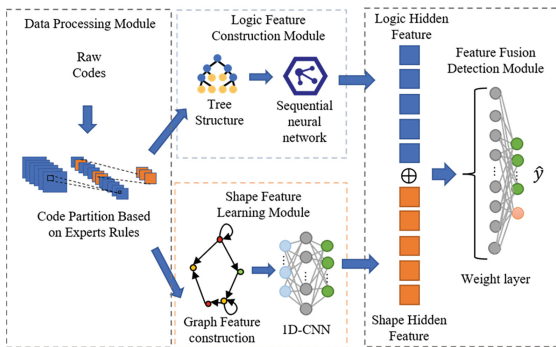 Data Processing Module
Raw
Codes
Code Partition Based
on Experts Rules
Logic Feature
Construction Module
Tree
Structure
Sequential
neural
network
Shape Feature
Learning Module
Graph Feature
construction
1D-CNN
Logic Hidden
Feature
⊕
Shape Hidden
Feature
Feature Fusion
Detection Module
ŷ
Weight layer